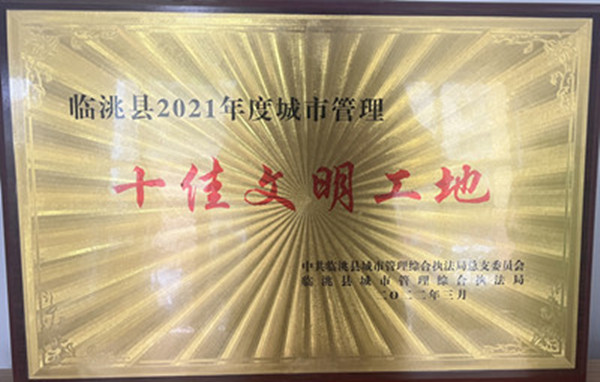 临洮县2021年度城市管理
十佳文明工地
中共临洮县城市管理综合执法局总支委员会
临洮县城市管理综合执法局
二〇二二年三月